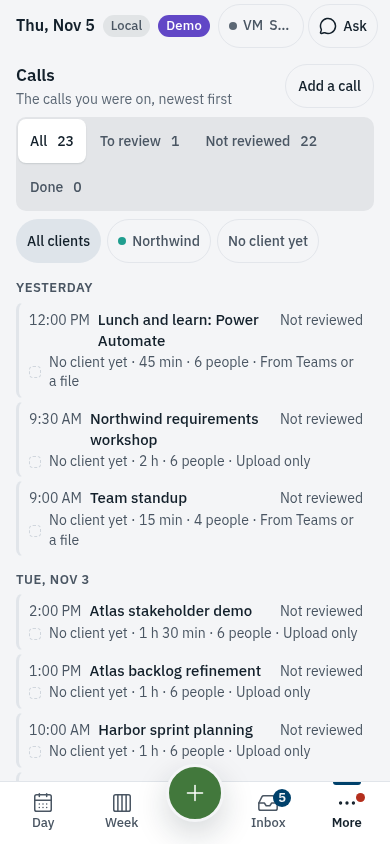 Thu, Nov 5 Local Demo VM S... Ask
Calls
The calls you were on, newest first
Add a call
All 23 To review 1 Not reviewed 22
Done 0
All clients Northwind No client yet
YESTERDAY
12:00 PM Lunch and learn: Power Not reviewed
Automate
No client yet · 45 min · 6 people · From Teams or
a file
9:30 AM Northwind requirements Not reviewed
workshop
No client yet · 2 h · 6 people · Upload only
9:00 AM Team standup Not reviewed
No client yet · 15 min · 4 people · From Teams or
a file
TUE, NOV 3
2:00 PM Atlas stakeholder demo Not reviewed
No client yet · 1 h 30 min · 6 people · Upload only
1:00 PM Atlas backlog refinement Not reviewed
No client yet · 1 h · 6 people · Upload only
10:00 AM Harbor sprint planning Not reviewed
No client yet · 1 h · 6 people · Upload only
Day Week Inbox 5 More